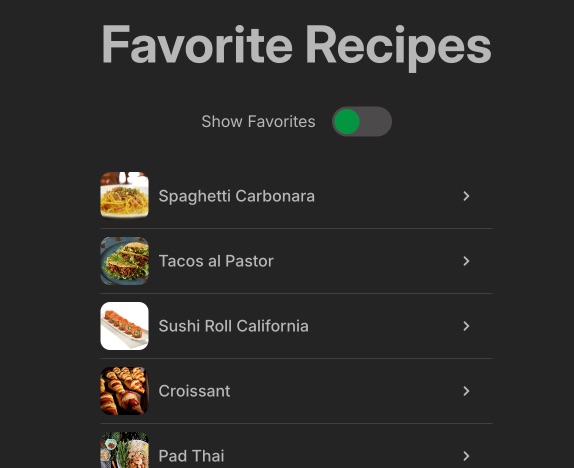 Favorite Recipes
Show Favorites
Spaghetti Carbonara
Tacos al Pastor
Sushi Roll California
Croissant
Pad Thai